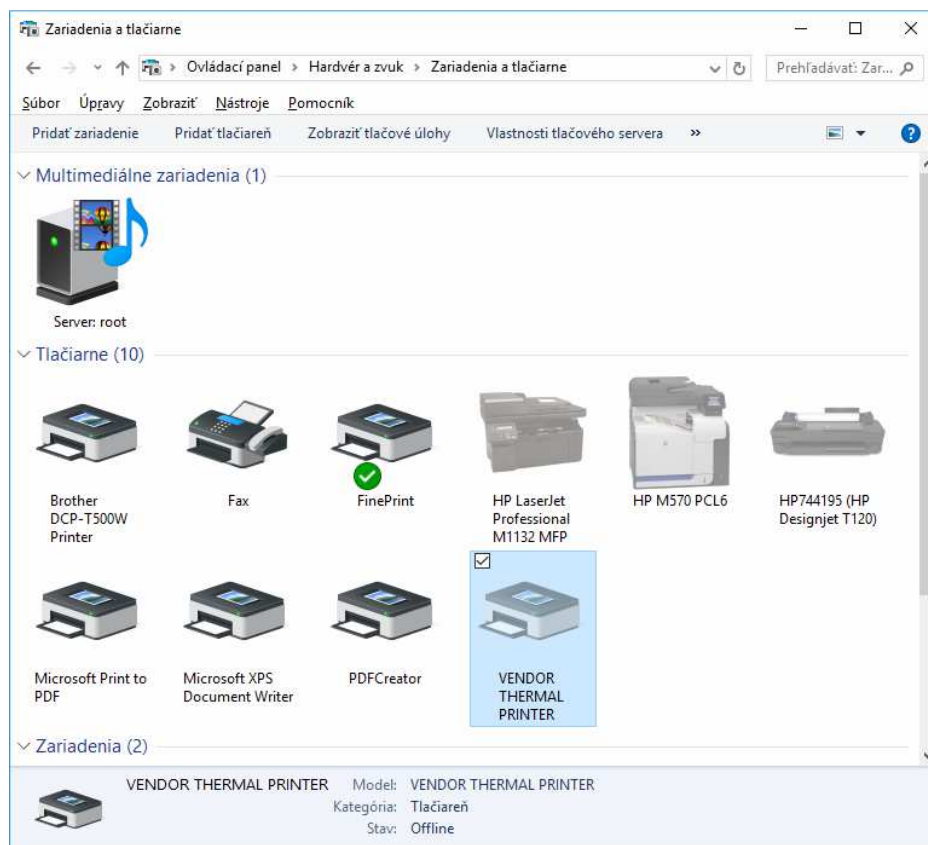 Zariadenia a tlačiarne
Ovládací panel > Hardvér a zvuk > Zariadenia a tlačiarne
Prehľadávať: Zar...
Súbor Úpravy Zobraziť Nástroje Pomocník
Pridať zariadenie Pridať tlačiareň Zobraziť tlačové úlohy Vlastnosti tlačového servera »
Multimediálne zariadenia (1)
Server: root
Tlačiarne (10)
Brother
DCP-T500W
Printer
Fax
FinePrint
HP LaserJet
Professional
M1132 MFP
HP M570 PCL6
HP744195 (HP
Designjet T120)
Microsoft Print to
PDF
Microsoft XPS
Document Writer
PDFCreator
VENDOR
THERMAL
PRINTER
Zariadenia (2)
VENDOR THERMAL PRINTER Model: VENDOR THERMAL PRINTER
Kategória: Tlačiareň
Stav: Offline